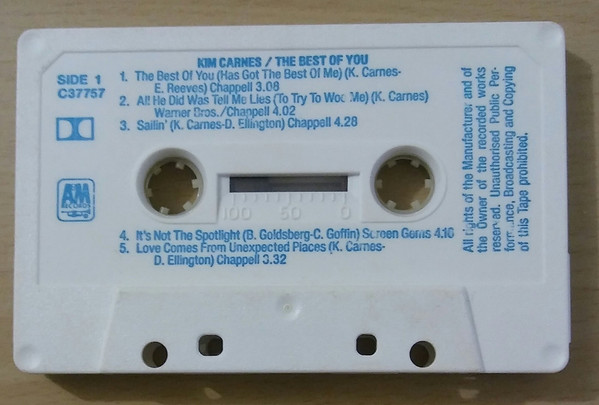 KIM CARNES / THE BEST OF YOU
SIDE 1
C37757
1. The Best Of You (Has Got The Best Of Me) (K. Carnes-
E. Reeves) Chappell 3.08
2. All He Did Was Tell Me Lies (To Try To Woo Me) (K. Carnes)
Warner Bros./Chappell 4.02
3. Sailin' (K. Carnes-D. Ellington) Chappell 4.28
AM
RECORDS
100 50 0
4. It's Not The Spotlight (B. Goldsberg-C. Goffin) Screen Gems 4.16
5. Love Comes From Unexpected Places (K. Carnes-
D. Ellington) Chappell 3.32
All rights of the Manufacturer and of
the Owner of the recorded works
reserved. Unauthorised Public Per-
formance, Broadcasting and Copying
of this Tape prohibited.